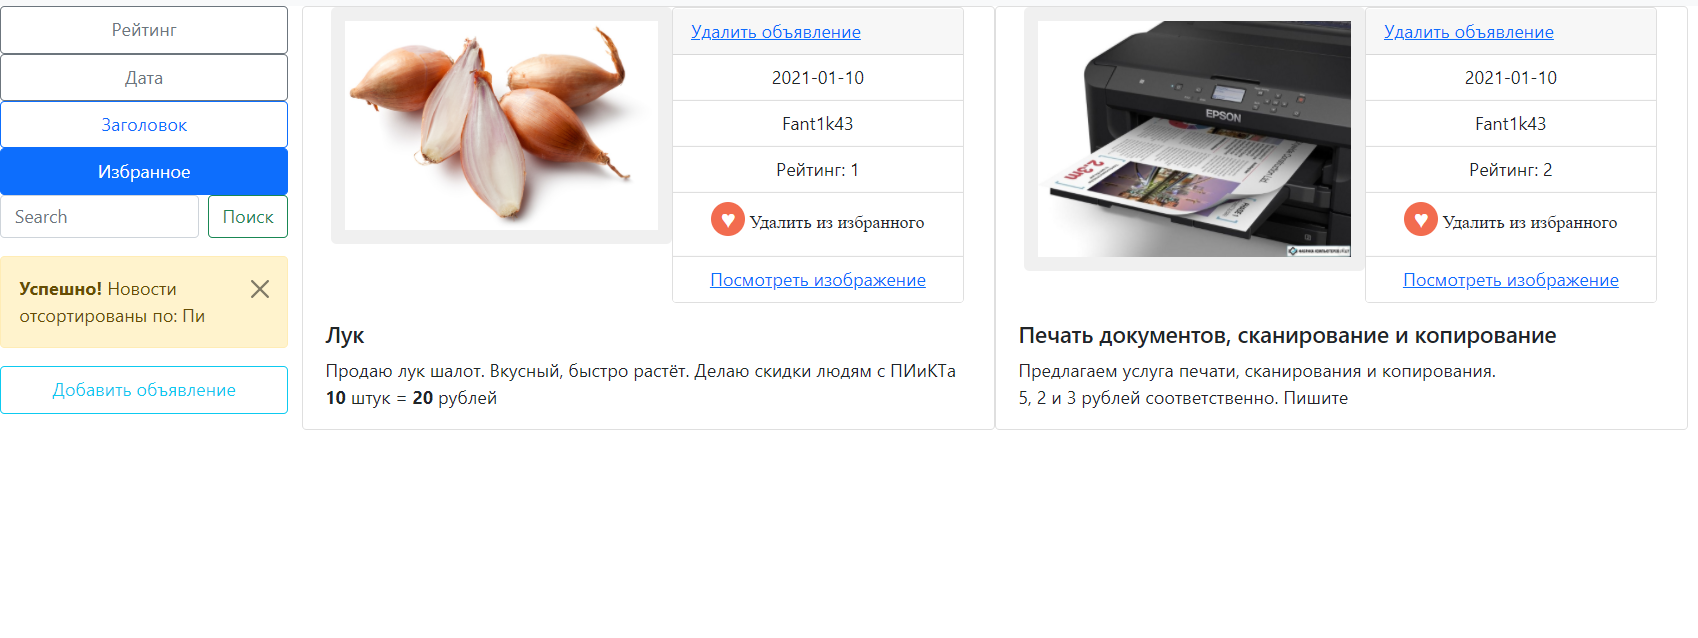 Рейтинг
Дата
Заголовок
Избранное
Search
Поиск
Успешно! Новости
отсортированы по: Пи
Добавить объявление
Удалить объявление
2021-01-10
Fant1k43
Рейтинг: 1
Удалить из избранного
Посмотреть изображение
Лук
Продаю лук шалот. Вкусный, быстро растёт. Делаю скидки людям с ПИиКТа
10 штук = 20 рублей
EPSON
2.3m
Удалить объявление
2021-01-10
Fant1k43
Рейтинг: 2
Удалить из избранного
Посмотреть изображение
Печать документов, сканирование и копирование
Предлагаем услуга печати, сканирования и копирования.
5, 2 и 3 рублей соответственно. Пишите